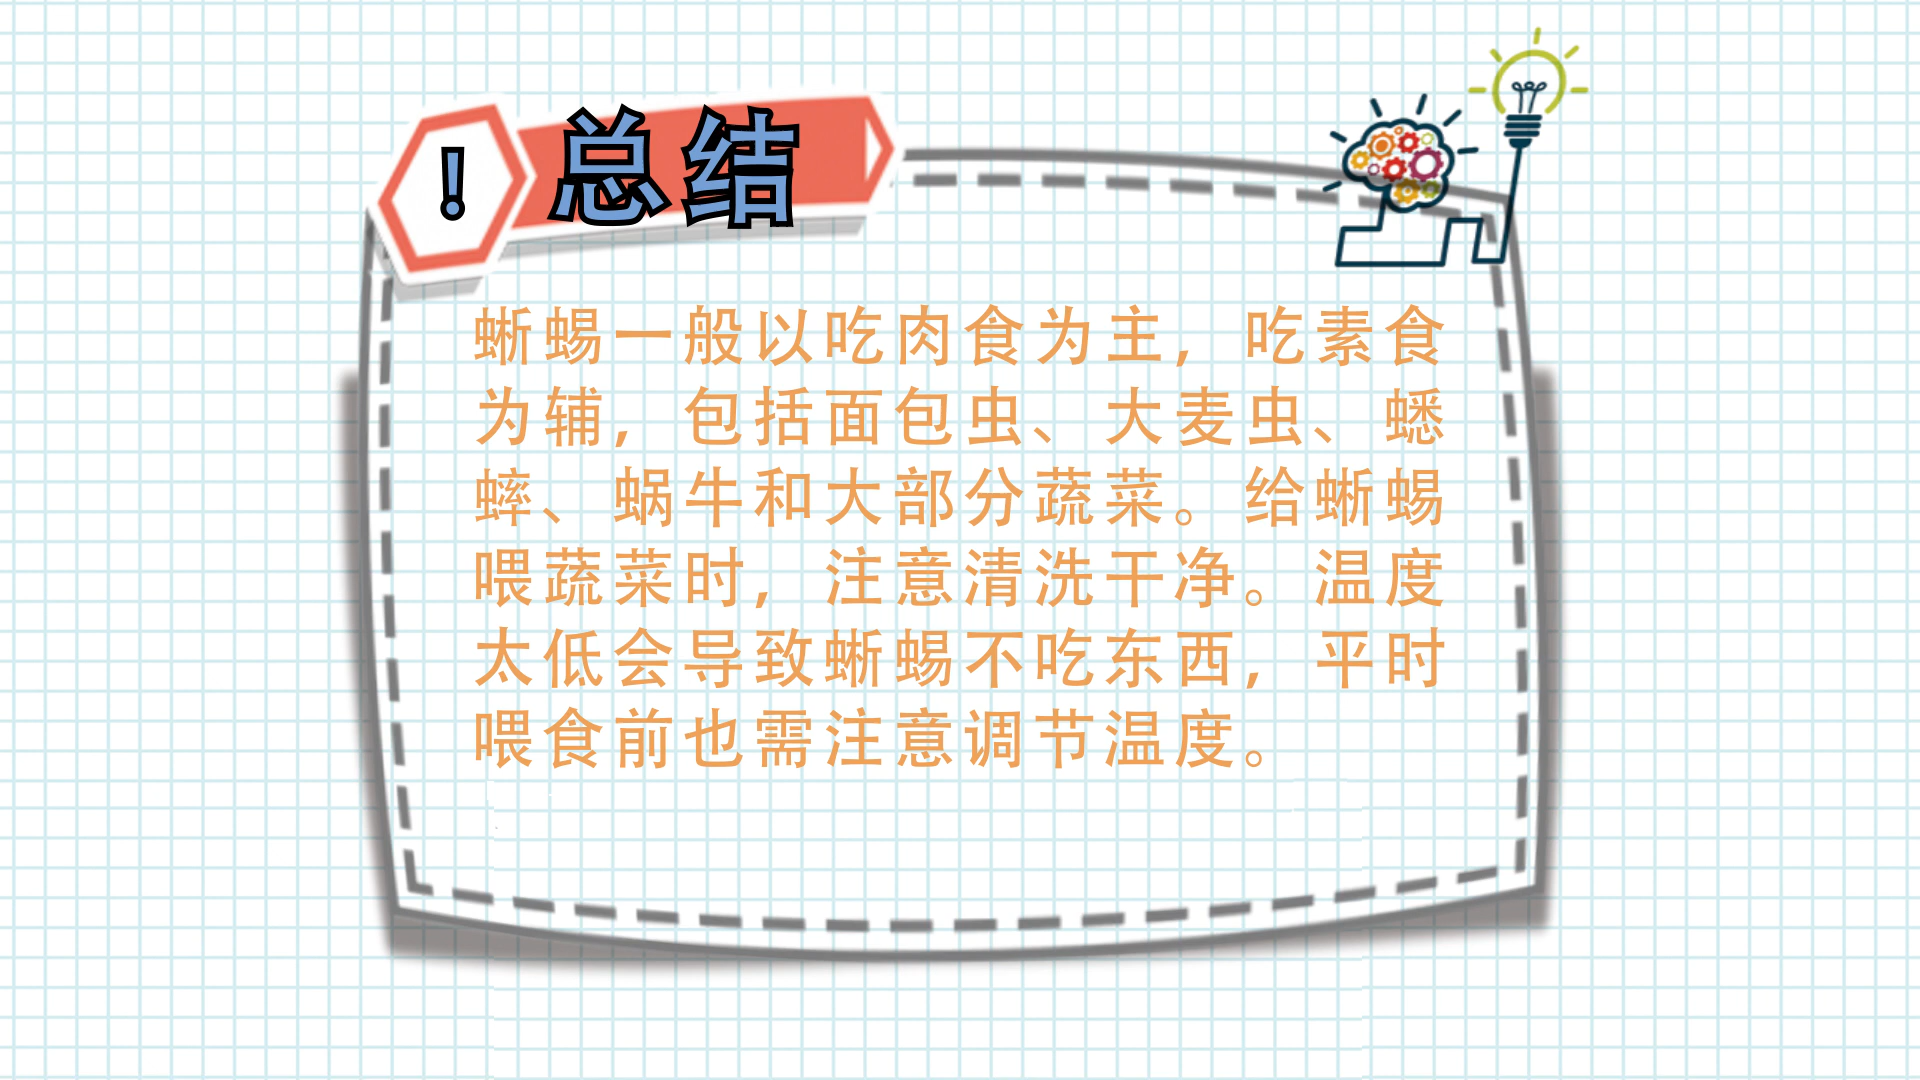 ! 总结
蜥蜴一般以吃肉食为主，吃素食
为辅，包括面包虫、大麦虫、蟋
蟀、蜗牛和大部分蔬菜。给蜥蜴
喂蔬菜时，注意清洗干净。温度
太低会导致蜥蜴不吃东西，平时
喂食前也需注意调节温度。